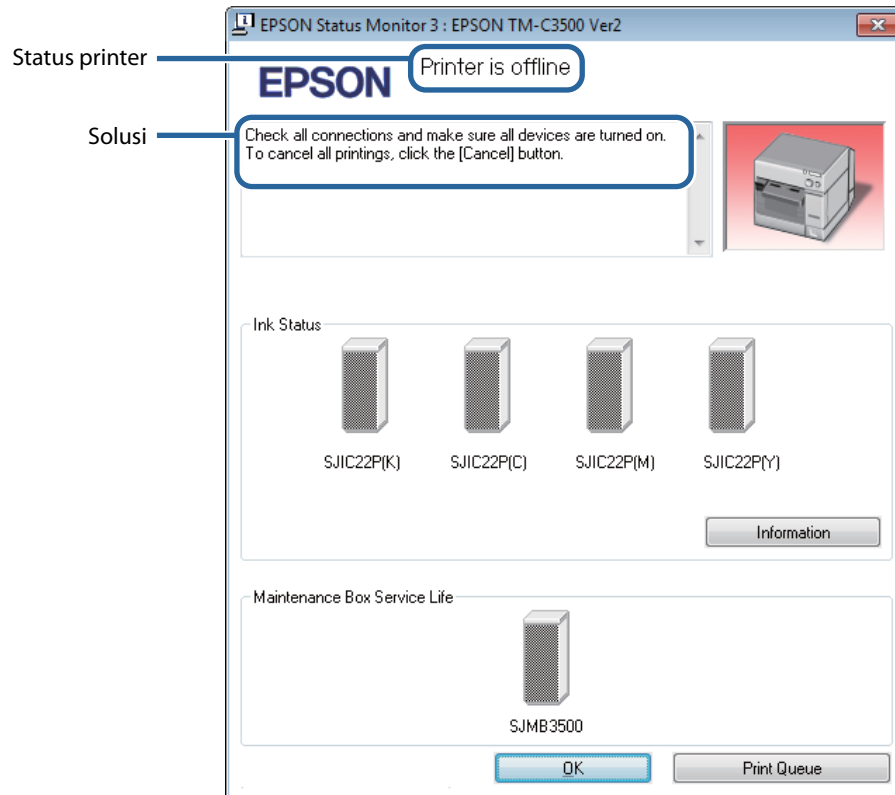 EPSON Status Monitor 3 : EPSON TM-C3500 Ver2
Status printer
EPSON
Printer is offline
Solusi
Check all connections and make sure all devices are turned on.
To cancel all printings, click the [Cancel] button.
Ink Status
SJIC22P(K)
SJIC22P(C)
SJIC22P(M)
SJIC22P(Y)
Information
Maintenance Box Service Life
SJMB3500
OK
Print Queue